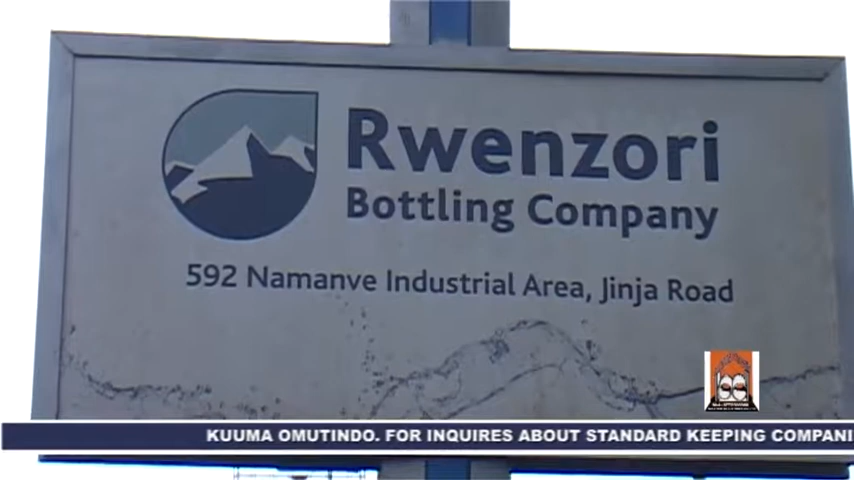 Rwenzori
Bottling Company
592 Namanve Industrial Area, Jinja Road
KUUMA OMUTINDO. FOR INQUIRES ABOUT STANDARD KEEPING COMPANI